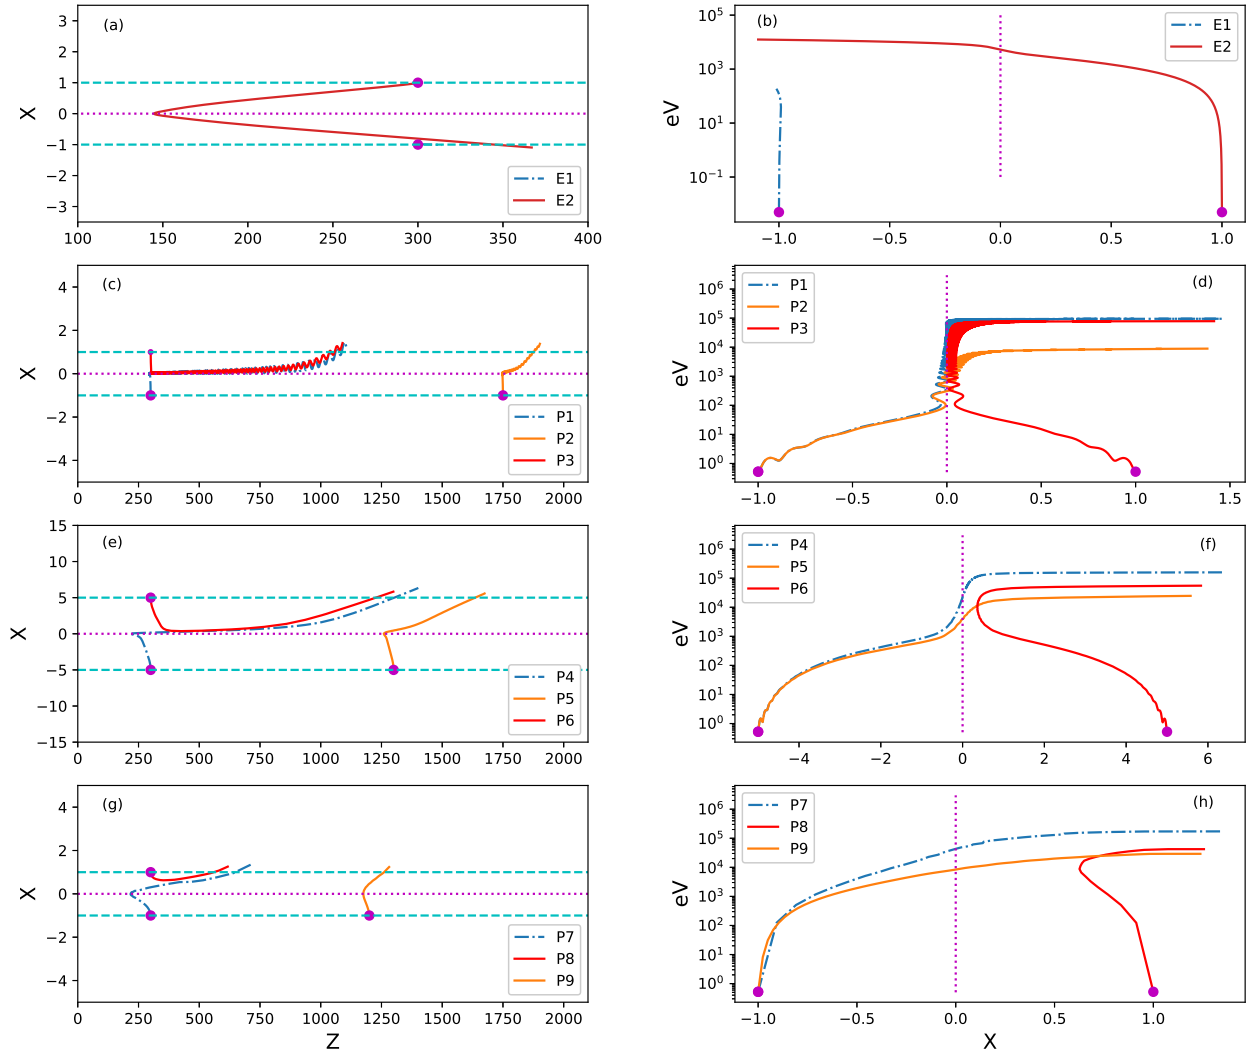 (a)
X
3
2
1
0
−1
−2
−3
100 150 200 250 300 350 400
E1
E2
(b)
eV
10^5
10^3
10^1
10^−1
−1.0 −0.5 0.0 0.5 1.0
E1
E2
(c)
X
4
2
0
−2
−4
0 250 500 750 1000 1250 1500 1750 2000
P1
P2
P3
(d)
eV
10^6
10^5
10^4
10^3
10^2
10^1
10^0
−1.0 −0.5 0.0 0.5 1.0 1.5
P1
P2
P3
(e)
X
15
10
5
0
−5
−10
−15
0 250 500 750 1000 1250 1500 1750 2000
P4
P5
P6
(f)
eV
10^6
10^5
10^4
10^3
10^2
10^1
10^0
−4 −2 0 2 4 6
P4
P5
P6
(g)
X
4
2
0
−2
−4
0 250 500 750 1000 1250 1500 1750 2000
Z
P7
P8
P9
(h)
eV
10^6
10^5
10^4
10^3
10^2
10^1
10^0
−1.0 −0.5 0.0 0.5 1.0
X
P7
P8
P9